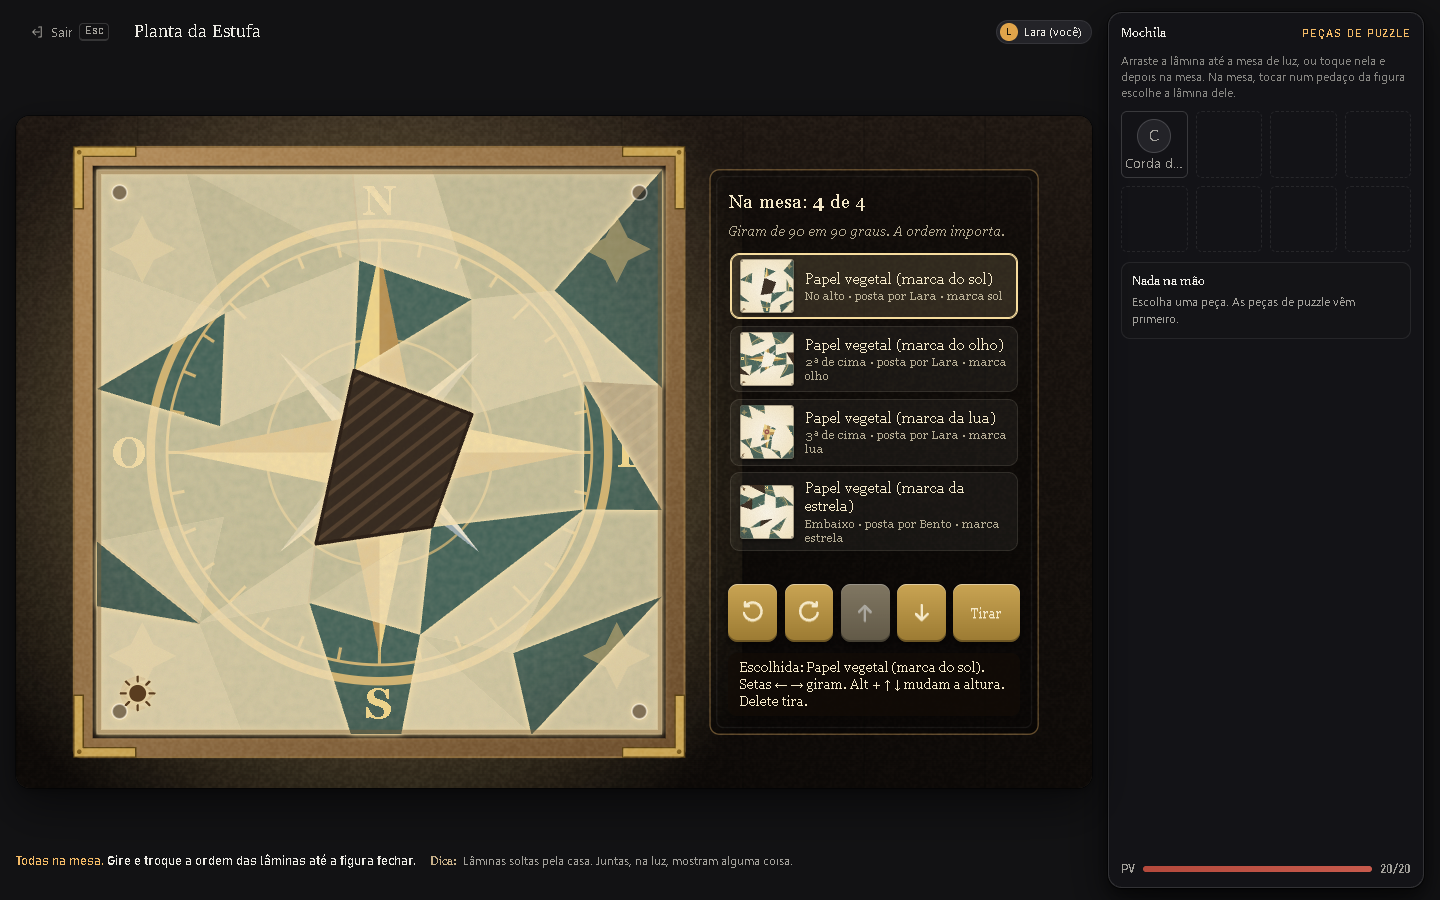 Sair Esc Planta da Estufa
L Lara (você)
Mochila PEÇAS DE PUZZLE
Arraste a lâmina até a mesa de luz, ou toque nela e
depois na mesa. Na mesa, tocar num pedaço da figura
escolhe a lâmina dele.
C
Corda d...
Nada na mão
Escolha uma peça. As peças de puzzle vêm
primeiro.
N
O
S
Na mesa: 4 de 4
Giram de 90 em 90 graus. A ordem importa.
Papel vegetal (marca do sol)
No alto • posta por Lara • marca sol
Papel vegetal (marca do olho)
2ª de cima • posta por Lara • marca
olho
Papel vegetal (marca da lua)
3ª de cima • posta por Lara • marca
lua
Papel vegetal (marca da
estrela)
Embaixo • posta por Bento • marca
estrela
Tirar
Escolhida: Papel vegetal (marca do sol).
Setas ← → giram. Alt + ↑ ↓ mudam a altura.
Delete tira.
Todas na mesa. Gire e troque a ordem das lâminas até a figura fechar. Dica: Lâminas soltas pela casa. Juntas, na luz, mostram alguma coisa.
PV 20/20